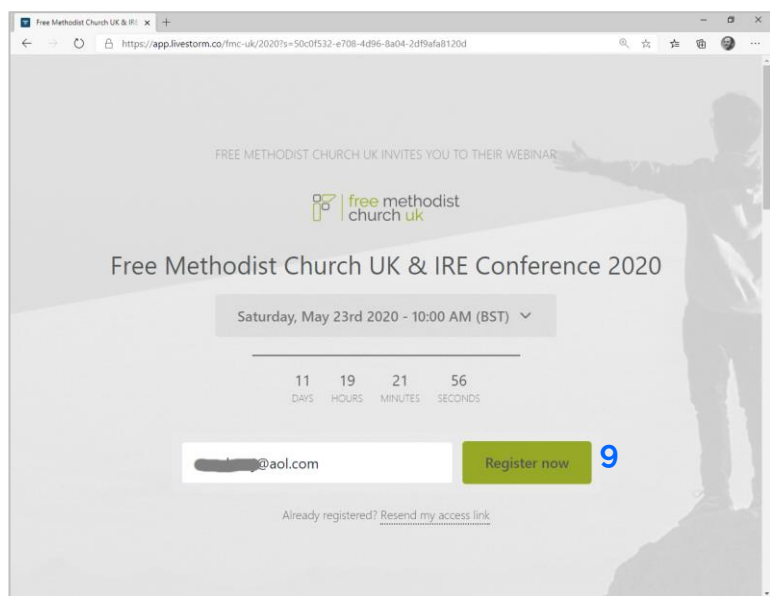 Free Methodist Church UK & IRE
https://app.livestorm.co/fmc-uk/2020?s=50c0f532-e708-4d96-8a04-2df9afa8120d
FREE METHODIST CHURCH UK INVITES YOU TO THEIR WEBINAR
free methodist
church uk
Free Methodist Church UK & IRE Conference 2020
Saturday, May 23rd 2020 - 10:00 AM (BST)
11 19 21 56
DAYS HOURS MINUTES SECONDS
@aol.com
Register now 9
Already registered? Resend my access link